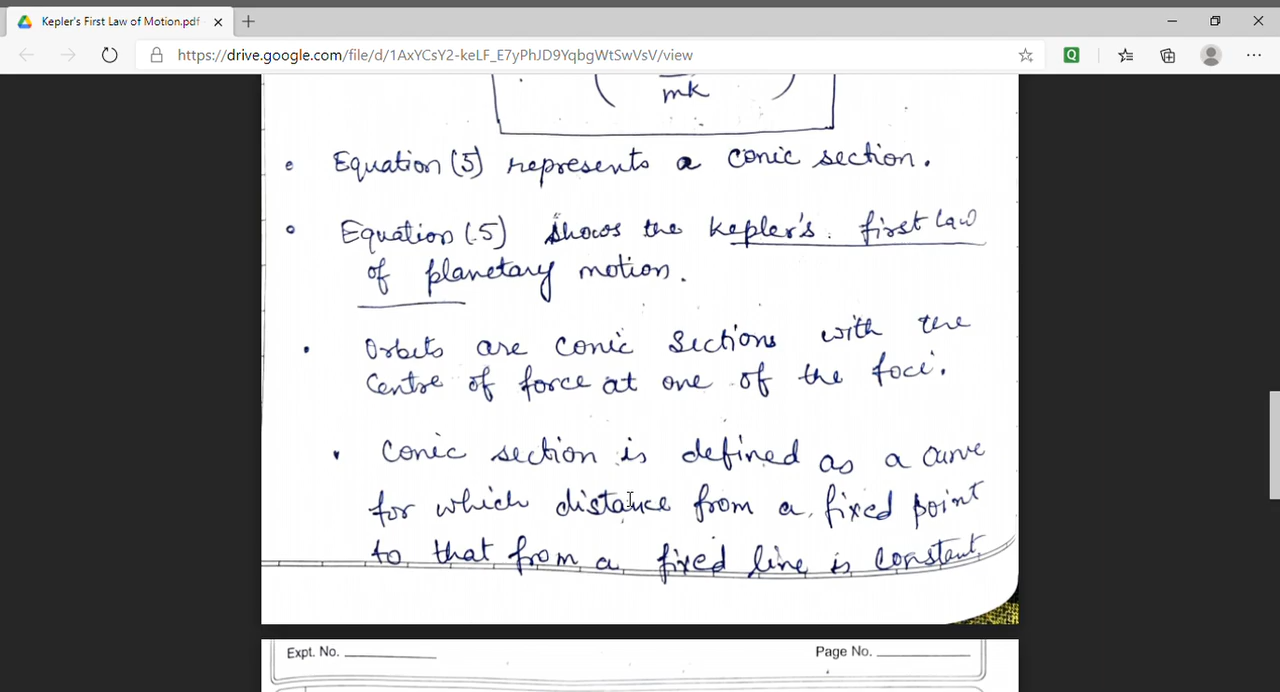 Kepler's First Law of Motion.pdf
https://drive.google.com/file/d/1AxYCsY2-keLF_E7yPhJD9YqbgWtSwVsV/view
mk
Equation (5) represents a conic section.
Equation (5) shows the kepler's first law
of planetary motion.
Orbits are conic sections with the
Centre of force at one of the foci.
Conic section is defined as a curve
for which distance from a fixed point
to that from a fixed line is constant
Expt. No. Page No.